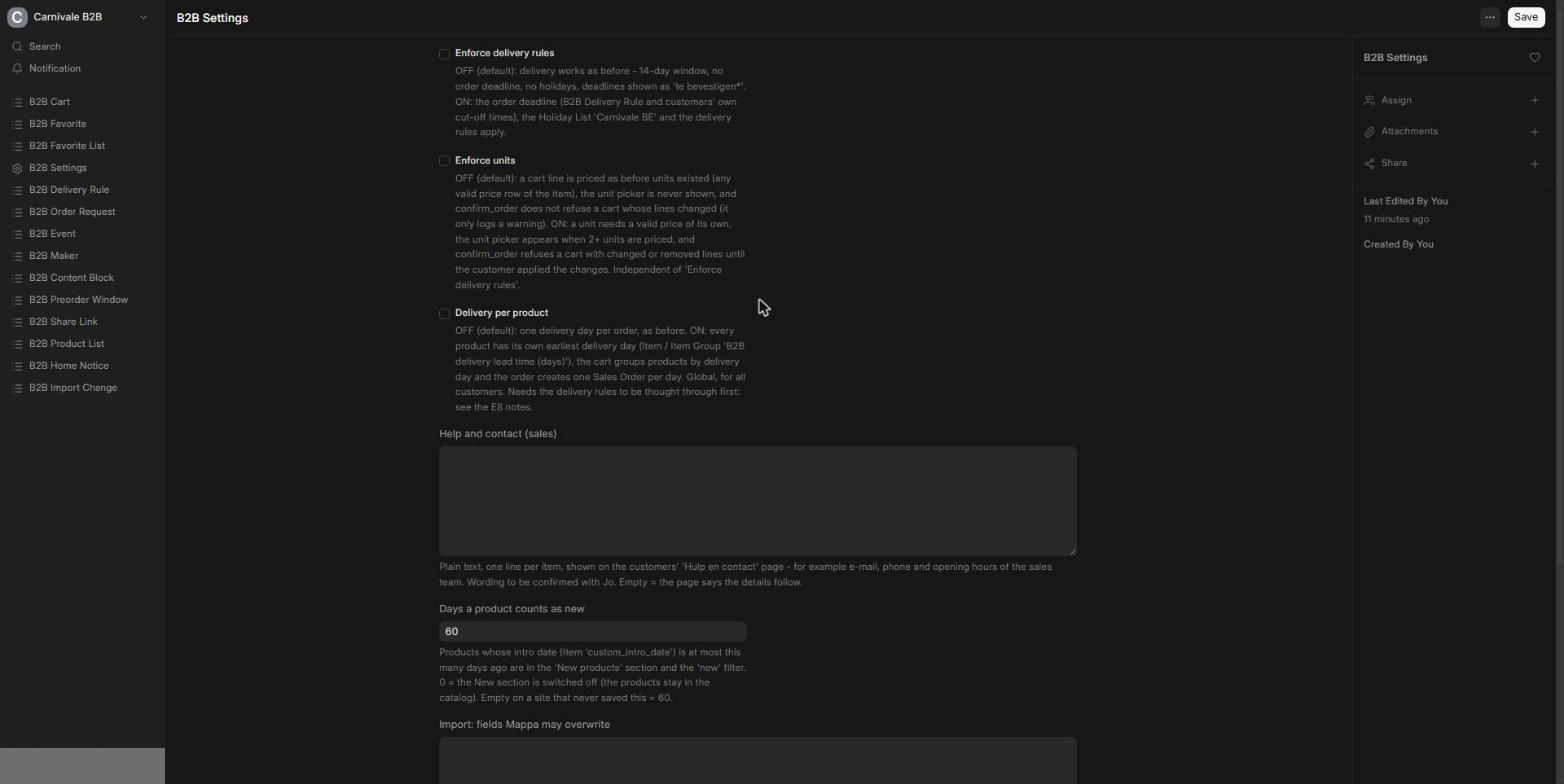 C Carnivale B2B
Search
Notification
B2B Cart
B2B Favorite
B2B Favorite List
B2B Settings
B2B Delivery Rule
B2B Order Request
B2B Event
B2B Maker
B2B Content Block
B2B Preorder Window
B2B Share Link
B2B Product List
B2B Home Notice
B2B Import Change
B2B Settings
... Save
Enforce delivery rules
OFF (default): delivery works as before - 14-day window, no
order deadline, no holidays, deadlines shown as 'te bevestigen*'.
ON: the order deadline (B2B Delivery Rule and customers' own
cut-off times), the Holiday List 'Carnivale BE' and the delivery
rules apply.
Enforce units
OFF (default): a cart line is priced as before units existed (any
valid price row of the item), the unit picker is never shown, and
confirm_order does not refuse a cart whose lines changed (it
only logs a warning). ON: a unit needs a valid price of its own,
the unit picker appears when 2+ units are priced, and
confirm_order refuses a cart with changed or removed lines until
the customer applied the changes. Independent of 'Enforce
delivery rules'.
Delivery per product
OFF (default): one delivery day per order, as before. ON: every
product has its own earliest delivery day (Item / Item Group 'B2B
delivery lead time (days)'), the cart groups products by delivery
day and the order creates one Sales Order per day. Global, for all
customers. Needs the delivery rules to be thought through first:
see the E8 notes.
Help and contact (sales)
Plain text, one line per item, shown on the customers' 'Hulp en contact' page - for example e-mail, phone and opening hours of the sales
team. Wording to be confirmed with Jo. Empty = the page says the details follow.
Days a product counts as new
60
Products whose intro date (Item 'custom_intro_date') is at most this
many days ago are in the 'New products' section and the 'new' filter.
0 = the New section is switched off (the products stay in the
catalog). Empty on a site that never saved this = 60.
Import: fields Mappa may overwrite
B2B Settings
Assign
Attachments
Share
Last Edited By You
11 minutes ago
Created By You